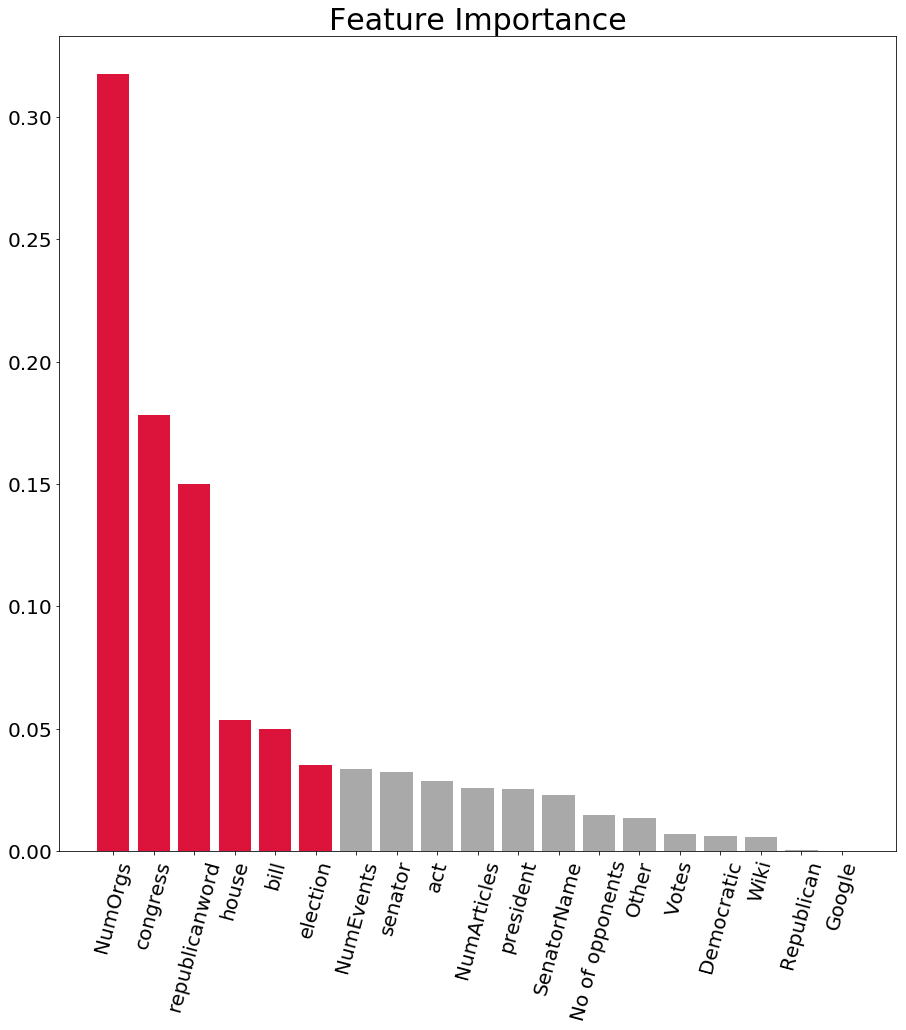 Feature Importance
0.30
0.25
0.20
0.15
0.10
0.05
0.00
NumOrgs
congress
republicanword
house
bill
election
NumEvents
senator
act
NumArticles
president
SenatorName
No of opponents
Other
Votes
Democratic
Wiki
Republican
Google